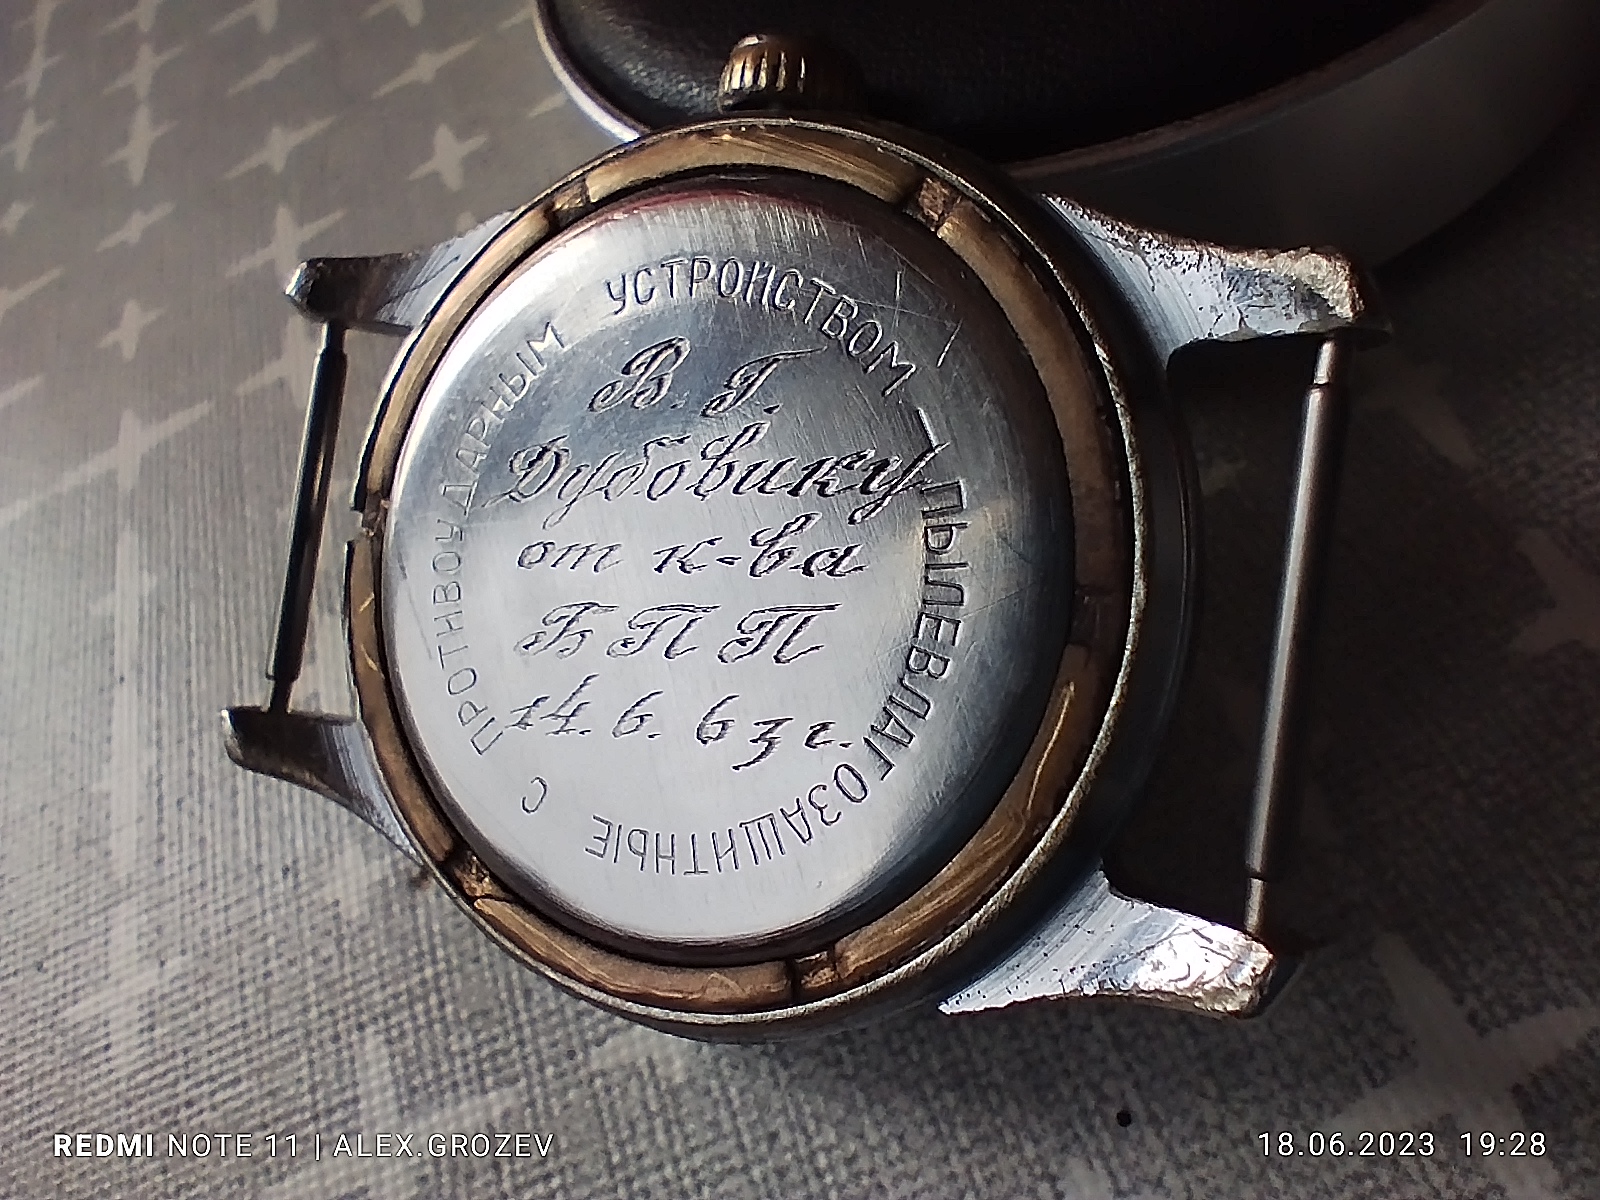 ПЫЛЕВЛАГОЗАЩИТНЫЕ С ПРОТИВОУДАРНЫМ УСТРОЙСТВОМ
В. Г.
Дубовику
от к-ва
БПП
14. 6. 63 г.
REDMI NOTE 11 | ALEX.GROZEV
18.06.2023 19:28